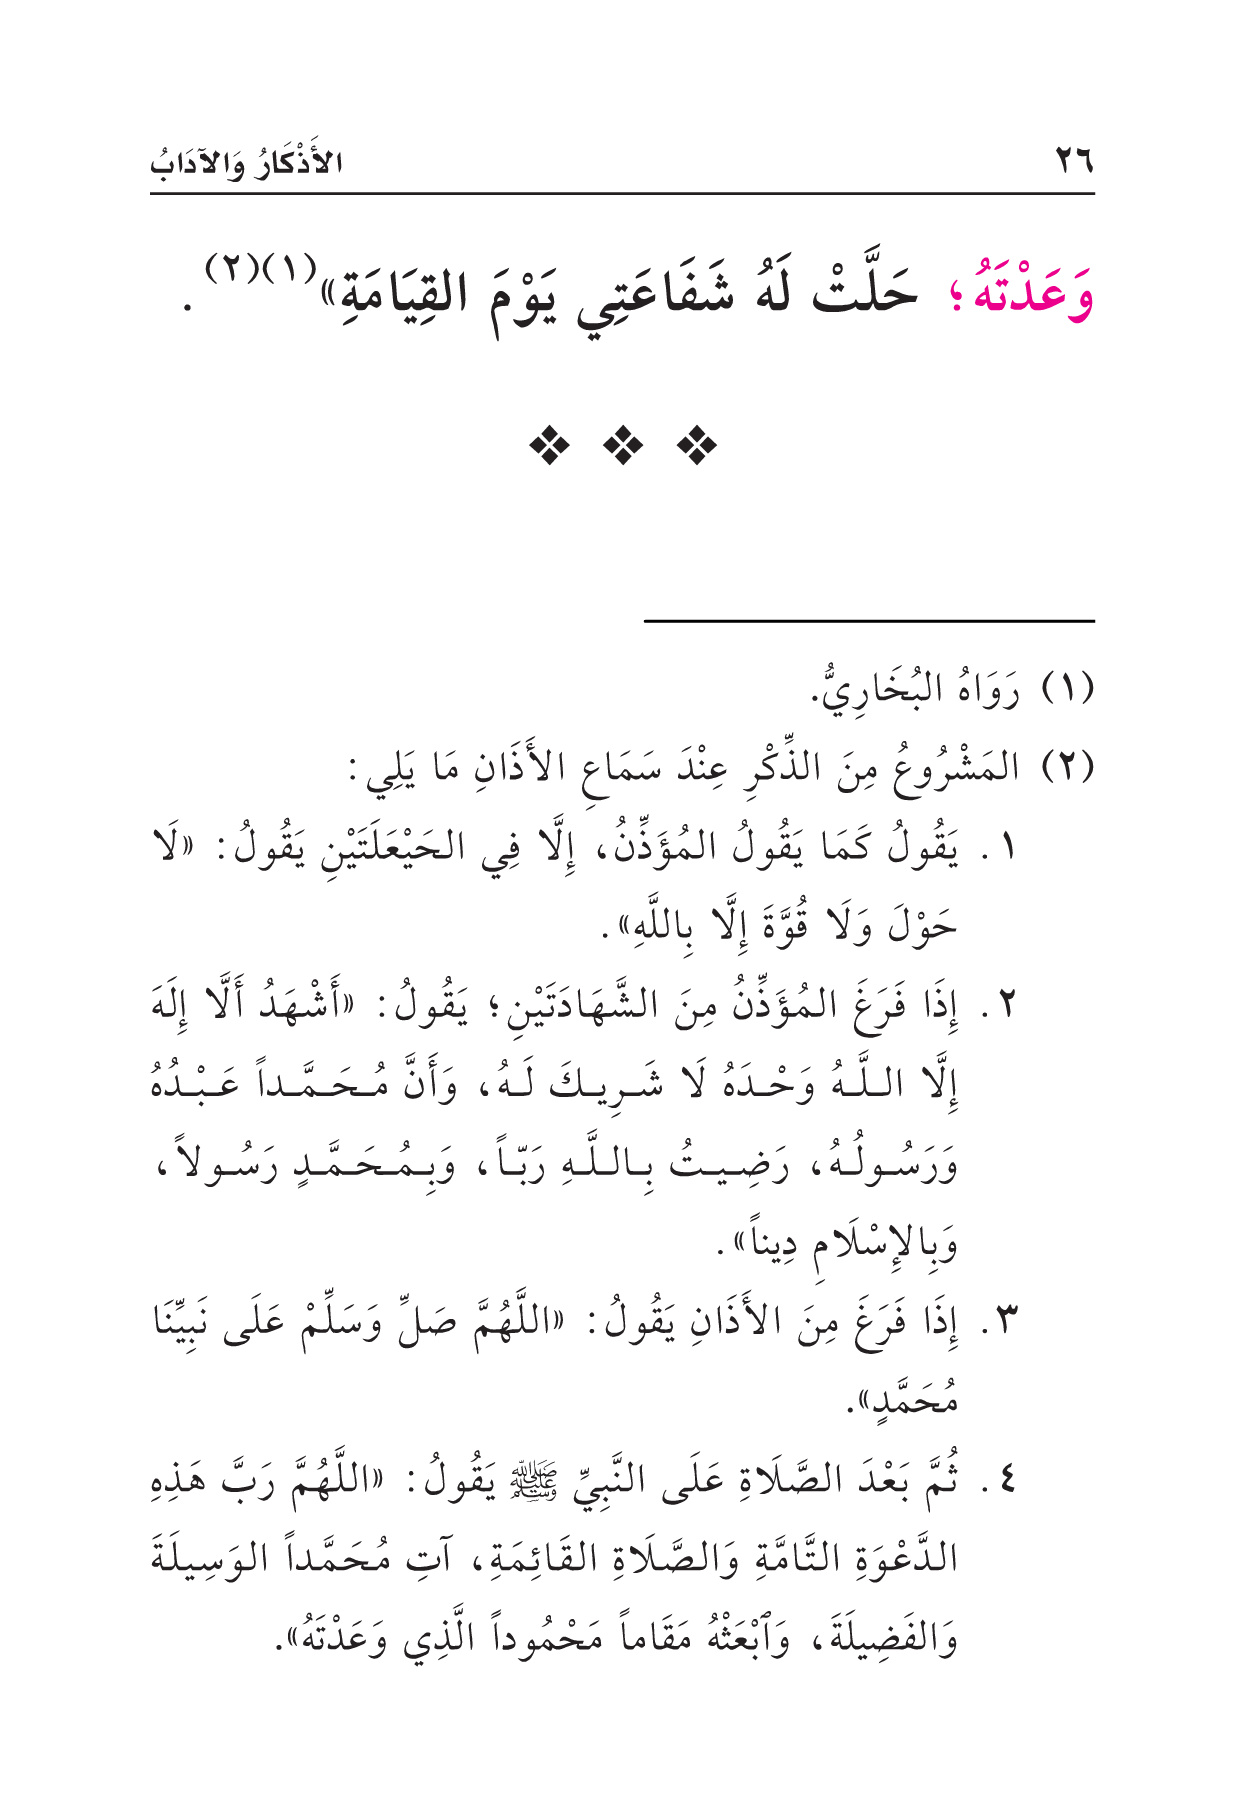 ٢٦ الأَذْكَارُ وَالآدَابُ
وَعَدْتَهُ؛ حَلَّتْ لَهُ شَفَاعَتِي يَوْمَ القِيَامَةِ»(١)(٢).
(١) رَوَاهُ البُخَارِيُّ.
(٢) المَشْرُوعُ مِنَ الذِّكْرِ عِنْدَ سَمَاعِ الأَذَانِ مَا يَلِي:
١. يَقُولُ كَمَا يَقُولُ المُؤَذِّنُ، إِلَّا فِي الحَيْعَلَتَيْنِ يَقُولُ: «لَا
حَوْلَ وَلَا قُوَّةَ إِلَّا بِاللَّهِ».
٢. إِذَا فَرَغَ المُؤَذِّنُ مِنَ الشَّهَادَتَيْنِ؛ يَقُولُ: «أَشْهَدُ أَلَّا إِلَهَ
إِلَّا اللَّهُ وَحْدَهُ لَا شَرِيكَ لَهُ، وَأَنَّ مُحَمَّداً عَبْدُهُ
وَرَسُولُهُ، رَضِيتُ بِاللَّهِ رَبّاً، وَبِمُحَمَّدٍ رَسُولاً،
وَبِالإِسْلَامِ دِيناً».
٣. إِذَا فَرَغَ مِنَ الأَذَانِ يَقُولُ: «اللَّهُمَّ صَلِّ وَسَلِّمْ عَلَى نَبِيِّنَا
مُحَمَّدٍ».
٤. ثُمَّ بَعْدَ الصَّلَاةِ عَلَى النَّبِيِّ ﷺ يَقُولُ: «اللَّهُمَّ رَبَّ هَذِهِ
الدَّعْوَةِ التَّامَّةِ وَالصَّلَاةِ القَائِمَةِ، آتِ مُحَمَّداً الوَسِيلَةَ
وَالفَضِيلَةَ، وَٱبْعَثْهُ مَقَاماً مَحْمُوداً الَّذِي وَعَدْتَهُ».